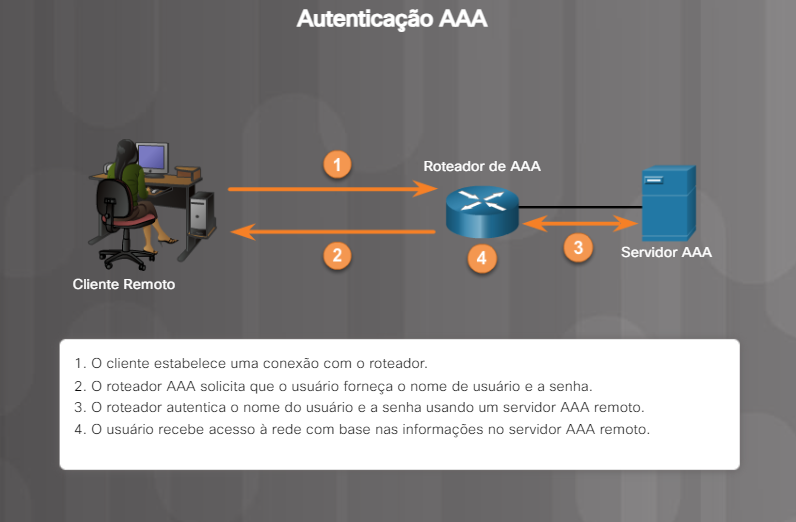 Autenticação AAA
1
Roteador de AAA
2
3
4
Servidor AAA
Cliente Remoto
1. O cliente estabelece uma conexão com o roteador.
2. O roteador AAA solicita que o usuário forneça o nome de usuário e a senha.
3. O roteador autentica o nome do usuário e a senha usando um servidor AAA remoto.
4. O usuário recebe acesso à rede com base nas informações no servidor AAA remoto.